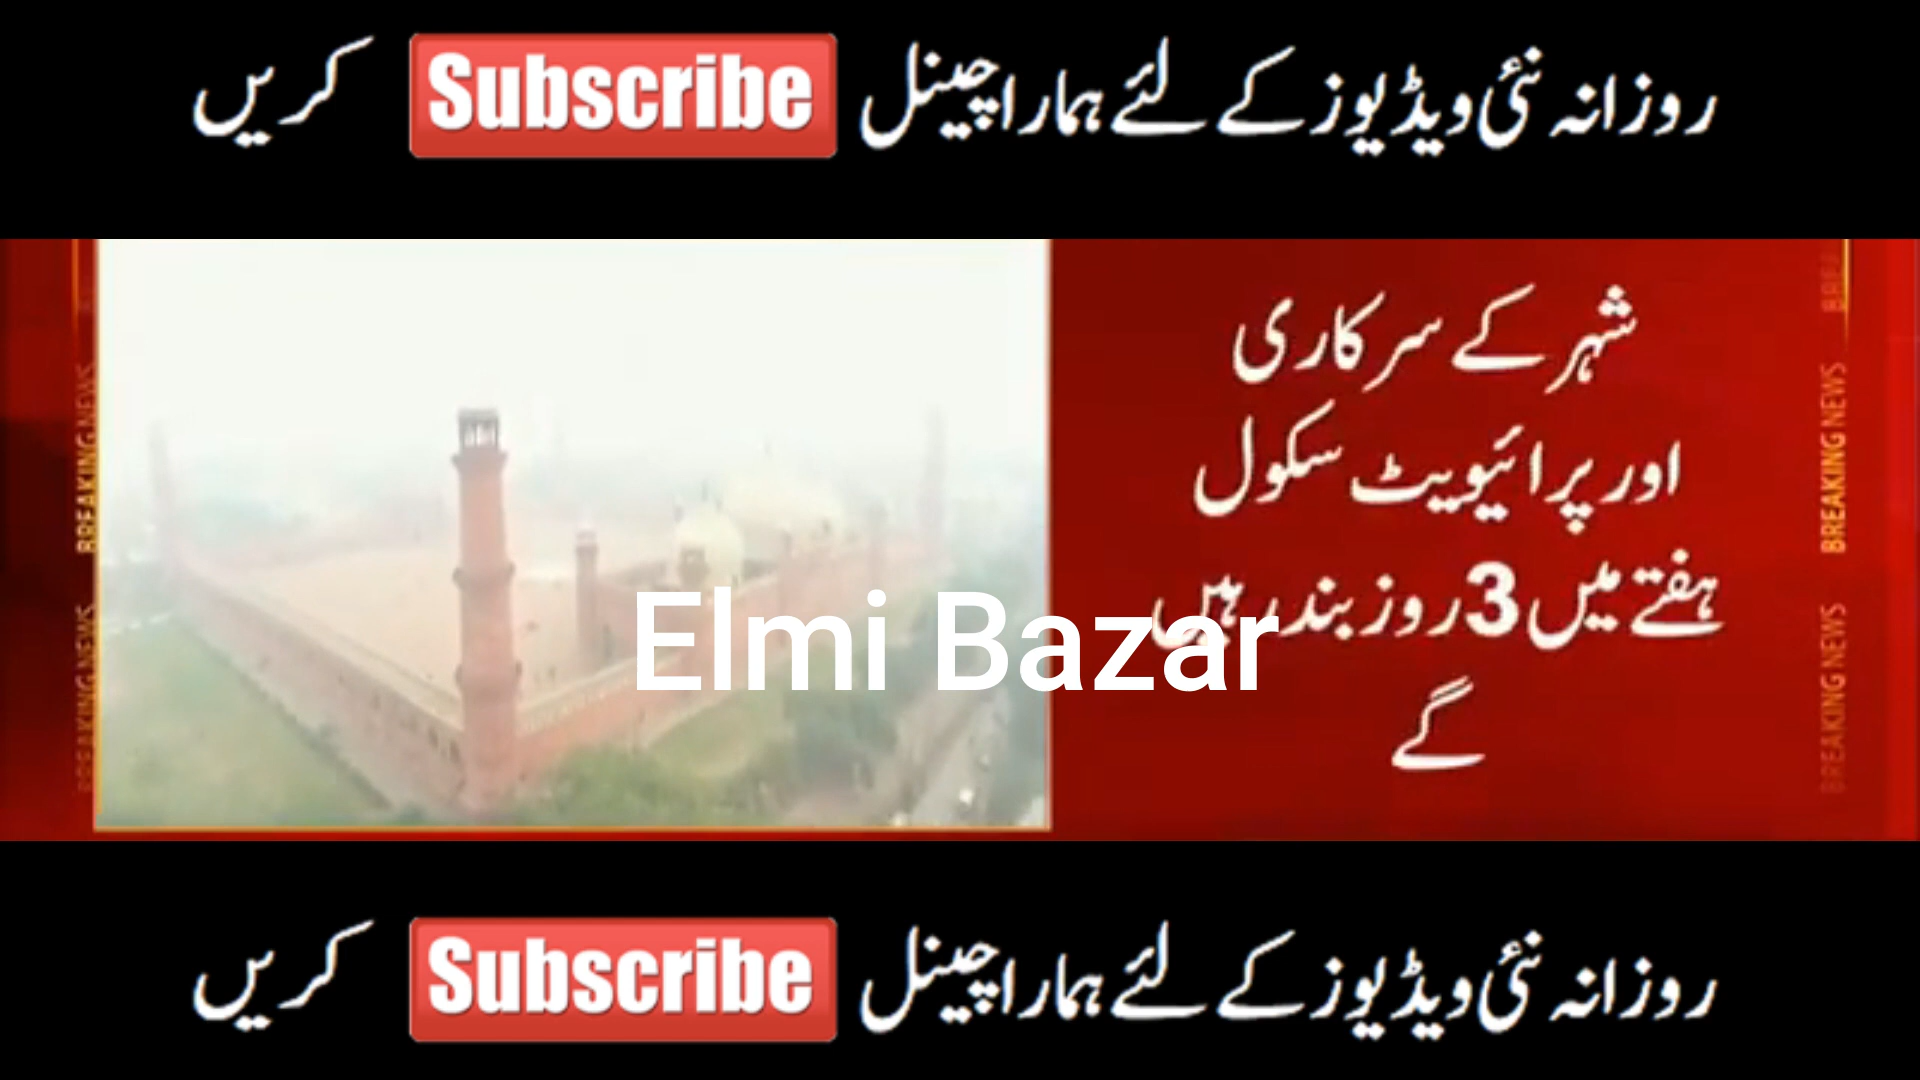 روزانہ نئی ویڈیوز کے لئے ہمارا چینل Subscribe کریں
شہر کے سرکاری
اور پرائیویٹ سکول
ہفتے میں 3 روز بند رہیں
گے
Elmi Bazar
BREAKING NEWS
BREAKING NEWS
BREAKING NEWS
BREAKING NEWS
روزانہ نئی ویڈیوز کے لئے ہمارا چینل Subscribe کریں